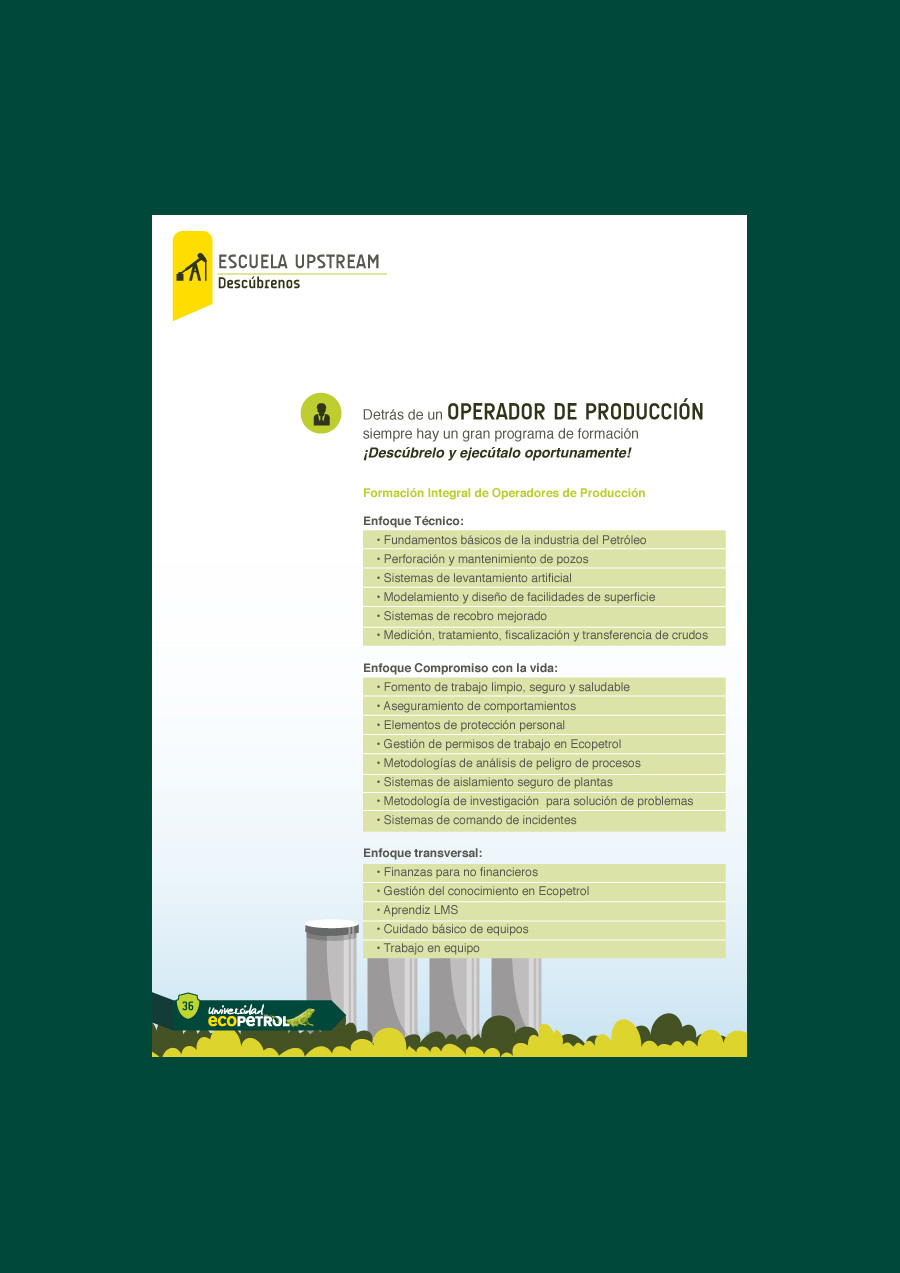 ESCUELA UPSTREAM
Descúbrenos
Detrás de un OPERADOR DE PRODUCCIÓN
siempre hay un gran programa de formación
¡Descúbrelo y ejecútalo oportunamente!
Formación Integral de Operadores de Producción
Enfoque Técnico:
• Fundamentos básicos de la industria del Petróleo
• Perforación y mantenimiento de pozos
• Sistemas de levantamiento artificial
• Modelamiento y diseño de facilidades de superficie
• Sistemas de recobro mejorado
• Medición, tratamiento, fiscalización y transferencia de crudos
Enfoque Compromiso con la vida:
• Fomento de trabajo limpio, seguro y saludable
• Aseguramiento de comportamientos
• Elementos de protección personal
• Gestión de permisos de trabajo en Ecopetrol
• Metodologías de análisis de peligro de procesos
• Sistemas de aislamiento seguro de plantas
• Metodología de investigación  para solución de problemas
• Sistemas de comando de incidentes
Enfoque transversal:
• Finanzas para no financieros
• Gestión del conocimiento en Ecopetrol
• Aprendiz LMS
• Cuidado básico de equipos
• Trabajo en equipo
36
universidad
ecoPETROL